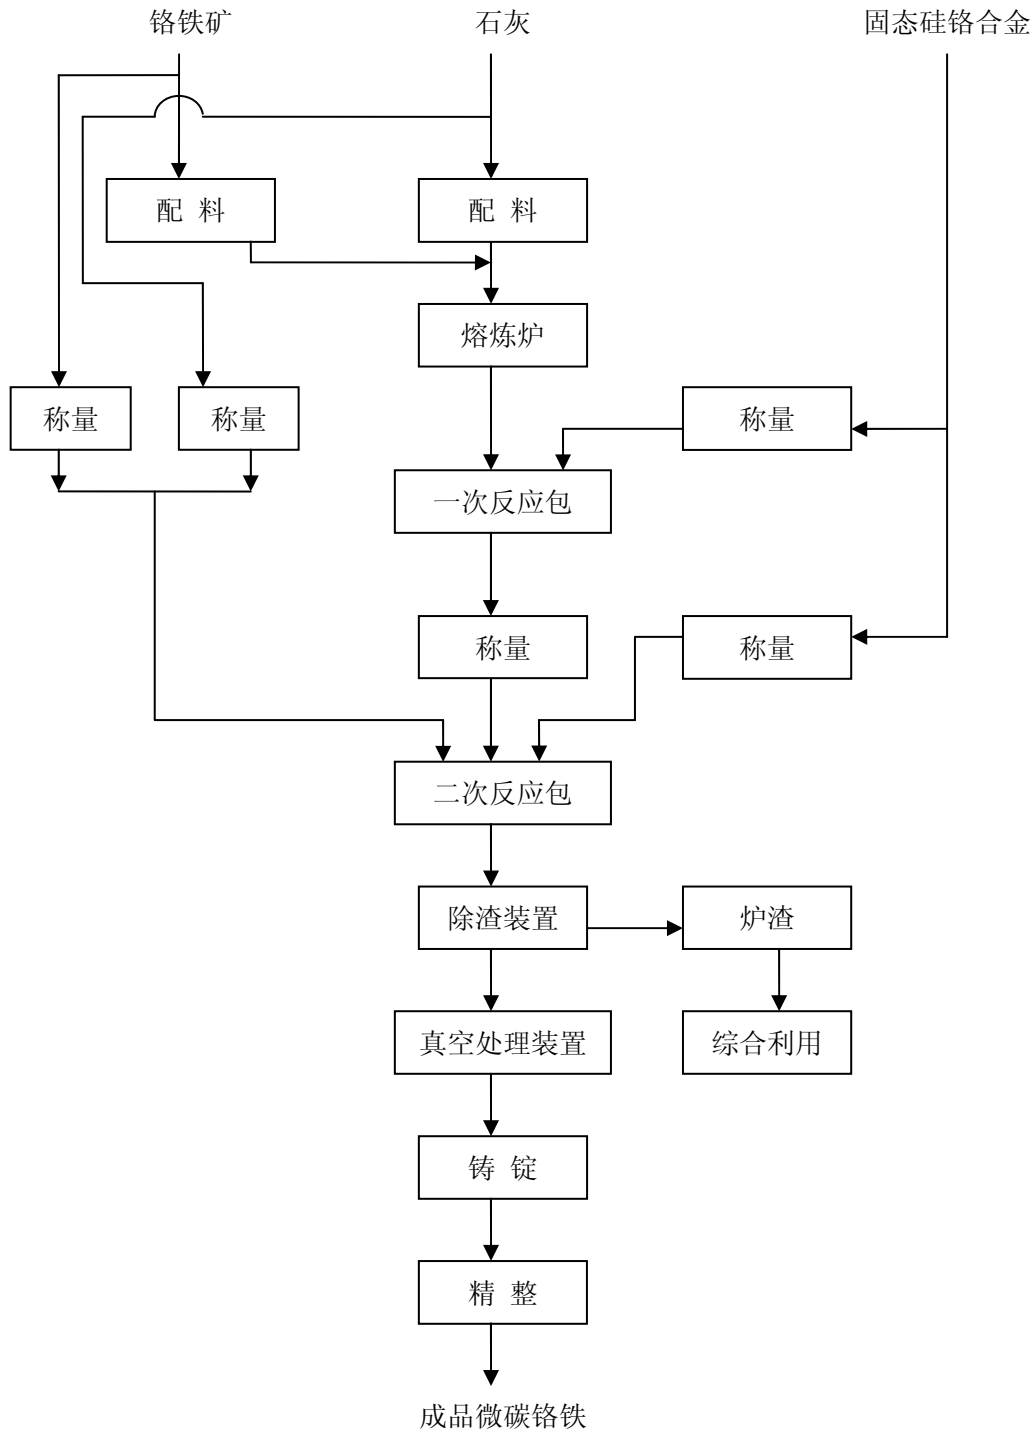 铬铁矿
石灰
固态硅铬合金
配 料
配 料
熔炼炉
称量
称量
称量
一次反应包
称量
称量
二次反应包
除渣装置
炉渣
真空处理装置
综合利用
铸 锭
精 整
成品微碳铬铁